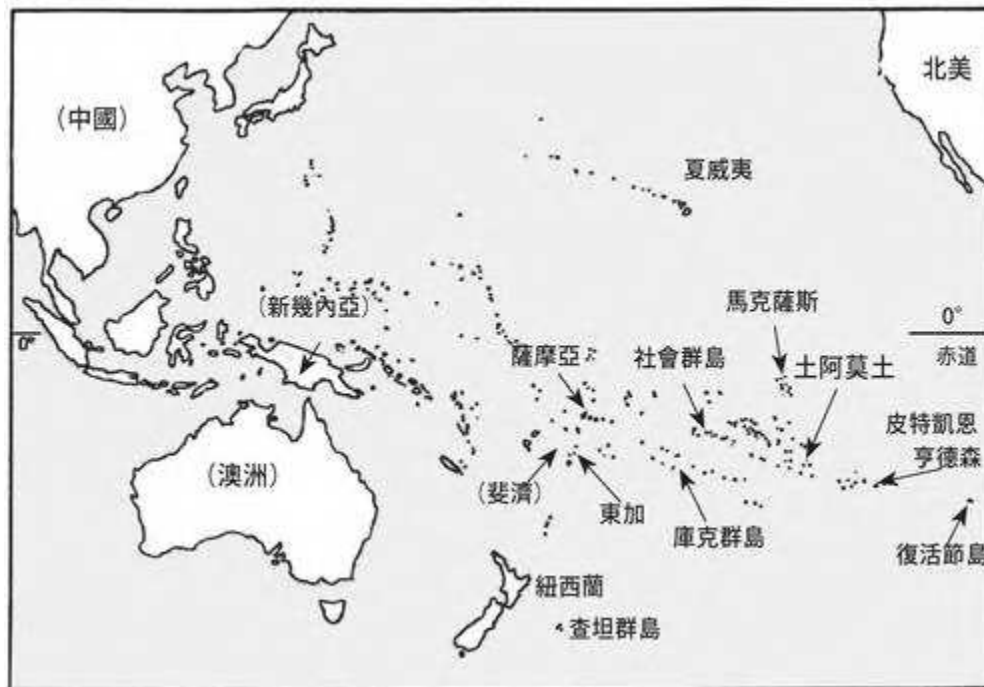 北美
（中國）
夏威夷
（新幾內亞）
馬克薩斯
0°
0°
赤道
薩摩亞
社會群島
土阿莫土
皮特凱恩
亨德森
（澳洲）
（斐濟）
東加
庫克群島
復活節島
紐西蘭
查坦群島